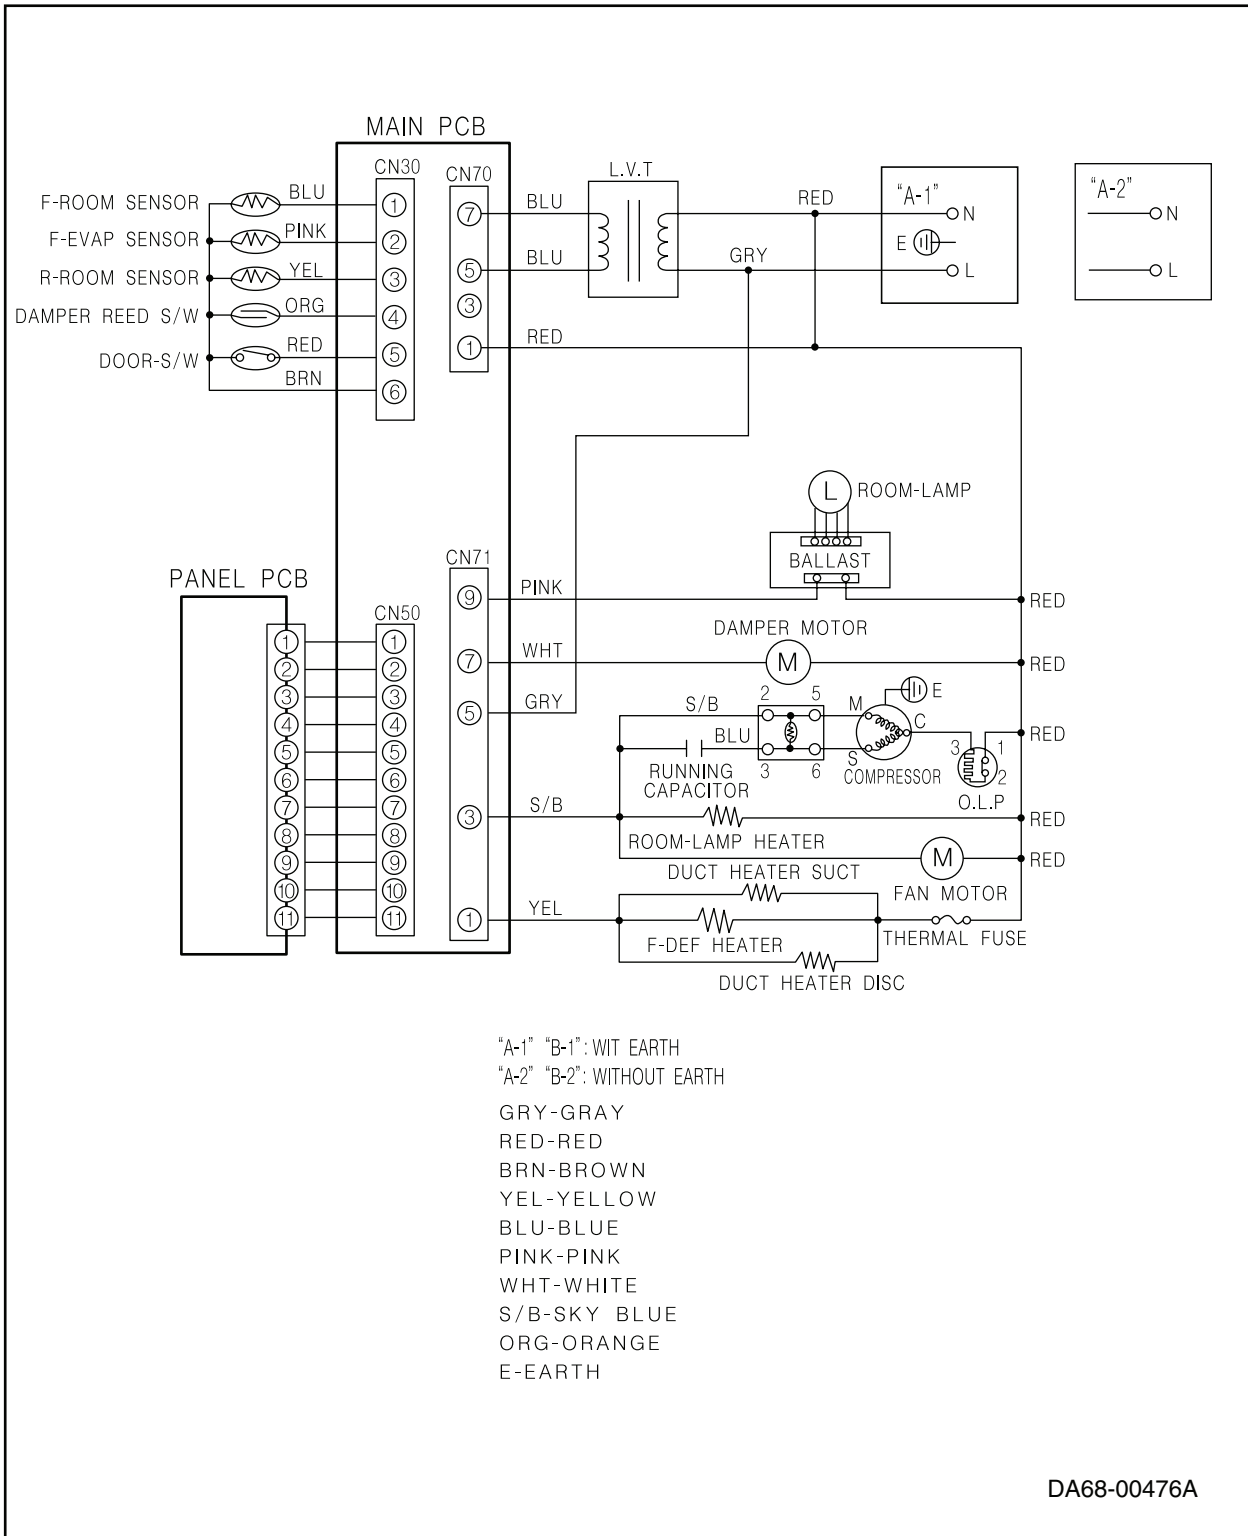 MAIN PCB
CN30
CN70
L.V.T
F-ROOM SENSOR
BLU
1
7
BLU
RED
"A-1"
N
"A-2"
N
F-EVAP SENSOR
PINK
2
E
R-ROOM SENSOR
YEL
3
5
BLU
GRY
L
L
DAMPER REED S/W
ORG
4
3
DOOR-S/W
RED
5
1
RED
BRN
6
L
ROOM-LAMP
BALLAST
CN71
9
PINK
RED
DAMPER MOTOR
7
WHT
M
RED
5
GRY
S/B
2
5
M
E
C
BLU
3
6
S
COMPRESSOR
3
1
2
RED
O.L.P
RUNNING
CAPACITOR
3
S/B
RED
ROOM-LAMP HEATER
M
RED
DUCT HEATER SUCT
FAN MOTOR
1
YEL
F-DEF HEATER
THERMAL FUSE
DUCT HEATER DISC
PANEL PCB
CN50
1 1
2 2
3 3
4 4
5 5
6 6
7 7
8 8
9 9
10 10
11 11
"A-1" "B-1": WIT EARTH
"A-2" "B-2": WITHOUT EARTH
GRY-GRAY
RED-RED
BRN-BROWN
YEL-YELLOW
BLU-BLUE
PINK-PINK
WHT-WHITE
S/B-SKY BLUE
ORG-ORANGE
E-EARTH
DA68-00476A